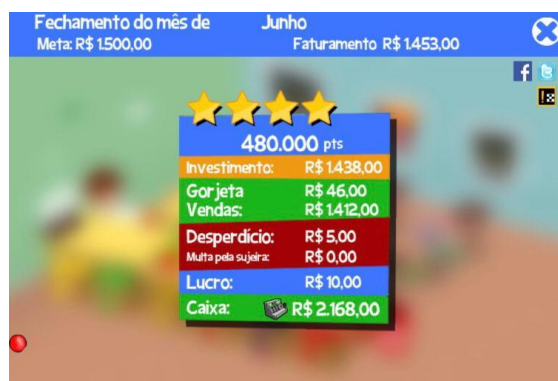 Fechamento do mês de Junho
Meta: R$ 1.500,00 Faturamento R$ 1.453,00
480.000 pts
Investimento: R$ 1.438,00
Gorjeta R$ 46,00
Vendas: R$ 1.412,00
Desperdício: R$ 5,00
Multa pela sujeira: R$ 0,00
Lucro: R$ 10,00
Caixa: R$ 2.168,00